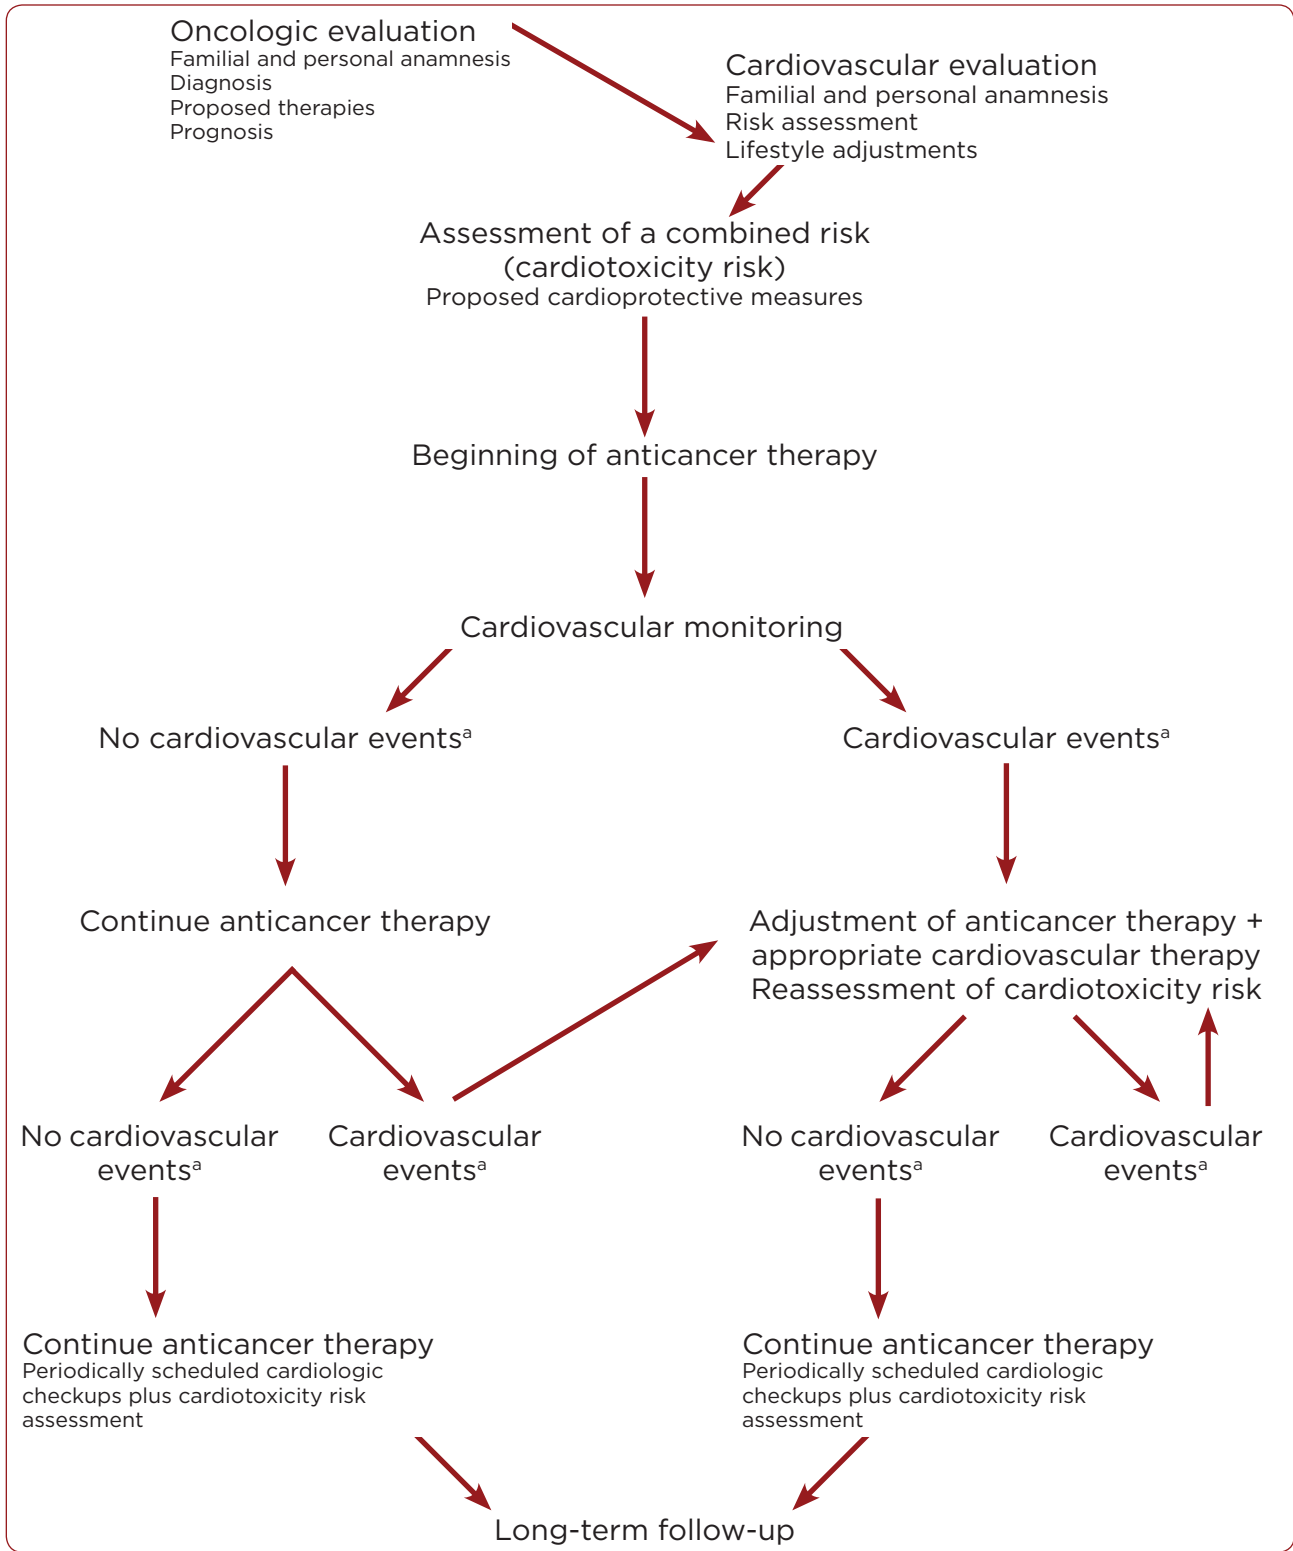 Oncologic evaluation
Familial and personal anamnesis
Diagnosis
Proposed therapies
Prognosis
Cardiovascular evaluation
Familial and personal anamnesis
Risk assessment
Lifestyle adjustments
Assessment of a combined risk
(cardiotoxicity risk)
Proposed cardioprotective measures
Beginning of anticancer therapy
Cardiovascular monitoring
No cardiovascular eventsᵃ
Cardiovascular eventsᵃ
Continue anticancer therapy
Adjustment of anticancer therapy +
appropriate cardiovascular therapy
Reassessment of cardiotoxicity risk
No cardiovascular
eventsᵃ
Cardiovascular
eventsᵃ
No cardiovascular
eventsᵃ
Cardiovascular
eventsᵃ
Continue anticancer therapy
Periodically scheduled cardiologic
checkups plus cardiotoxicity risk
assessment
Continue anticancer therapy
Periodically scheduled cardiologic
checkups plus cardiotoxicity risk
assessment
Long-term follow-up